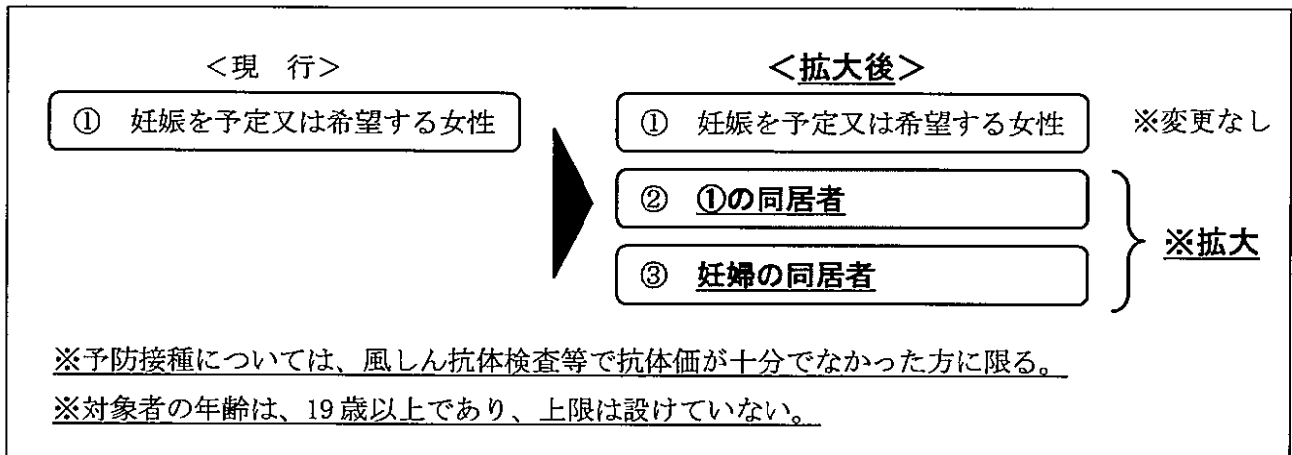 ＜現　行＞
＜拡大後＞
① 妊娠を予定又は希望する女性
① 妊娠を予定又は希望する女性
※変更なし
② ①の同居者
③ 妊婦の同居者
※拡大
※予防接種については、風しん抗体検査等で抗体価が十分でなかった方に限る。
※対象者の年齢は、19歳以上であり、上限は設けていない。